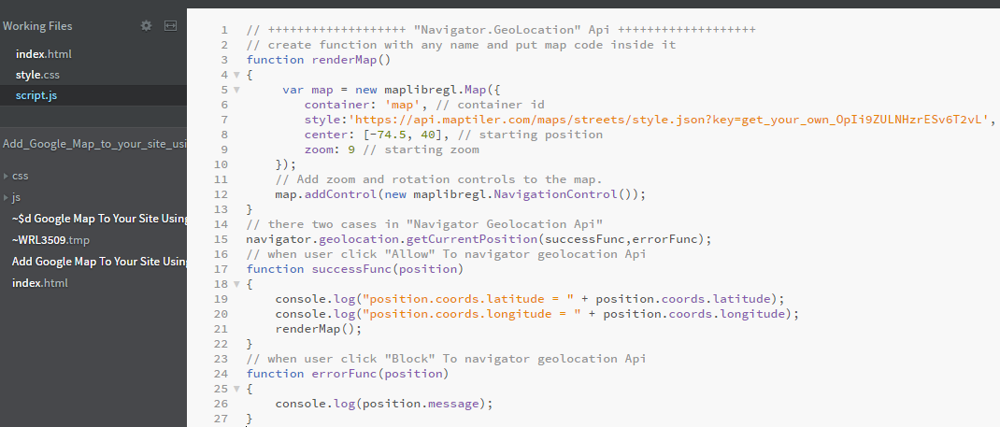 Working Files
index.html
style.css
script.js
Add_Google_Map_to_your_site_usi
css
js
~$d Google Map To Your Site Using
~WRL3509.tmp
Add Google Map To Your Site Using
index.html
1 // +++++++++++++++++++ "Navigator.GeoLocation" Api +++++++++++++++++++
2 // create function with any name and put map code inside it
3 function renderMap()
4 {
5 var map = new maplibregl.Map({
6 container: 'map', // container id
7 style:'https://api.maptiler.com/maps/streets/style.json?key=get_your_own_OpIi9ZULNHzrESv6T2vL',
8 center: [-74.5, 40], // starting position
9 zoom: 9 // starting zoom
10 });
11 // Add zoom and rotation controls to the map.
12 map.addControl(new maplibregl.NavigationControl());
13 }
14 // there two cases in "Navigator Geolocation Api"
15 navigator.geolocation.getCurrentPosition(successFunc,errorFunc);
16 // when user click "Allow" To navigator geolocation Api
17 function successFunc(position)
18 {
19 console.log("position.coords.latitude = " + position.coords.latitude);
20 console.log("position.coords.longitude = " + position.coords.longitude);
21 renderMap();
22 }
23 // when user click "Block" To navigator geolocation Api
24 function errorFunc(position)
25 {
26 console.log(position.message);
27 }